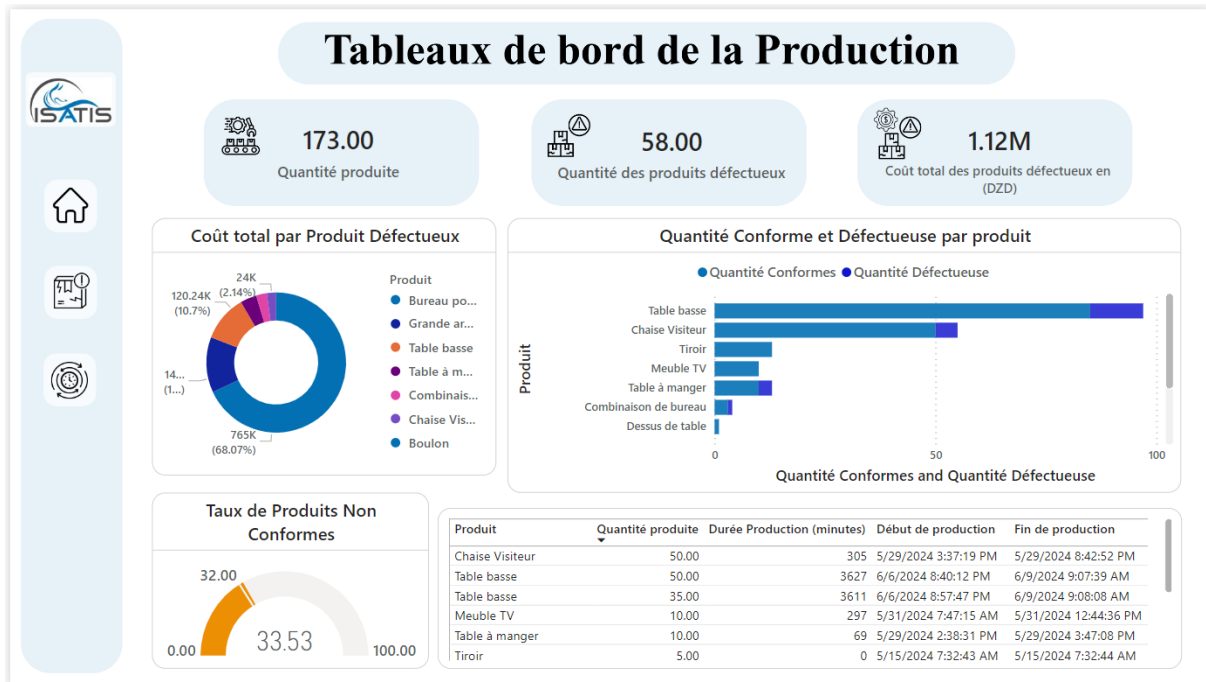 Tableaux de bord de la Production
ISATIS
173.00
Quantité produite
58.00
Quantité des produits défectueux
1.12M
Coût total des produits défectueux en
(DZD)
Coût total par Produit Défectueux
24K
(2.14%)
120.24K
(10.7%)
14...
(1...)
765K
(68.07%)
Produit
Bureau po...
Grande ar...
Table basse
Table à m...
Combinais...
Chaise Vis...
Boulon
Quantité Conforme et Défectueuse par produit
Quantité Conformes Quantité Défectueuse
Produit
Table basse
Chaise Visiteur
Tiroir
Meuble TV
Table à manger
Combinaison de bureau
Dessus de table
0 50 100
Quantité Conformes and Quantité Défectueuse
Taux de Produits Non
Conformes
32.00
0.00 33.53 100.00
Produit Quantité produite Durée Production (minutes) Début de production Fin de production
Chaise Visiteur 50.00 305 5/29/2024 3:37:19 PM 5/29/2024 8:42:52 PM
Table basse 50.00 3627 6/6/2024 8:40:12 PM 6/9/2024 9:07:39 AM
Table basse 35.00 3611 6/6/2024 8:57:47 PM 6/9/2024 9:08:08 AM
Meuble TV 10.00 297 5/31/2024 7:47:15 AM 5/31/2024 12:44:36 PM
Table à manger 10.00 69 5/29/2024 2:38:31 PM 5/29/2024 3:47:08 PM
Tiroir 5.00 0 5/15/2024 7:32:43 AM 5/15/2024 7:32:44 AM